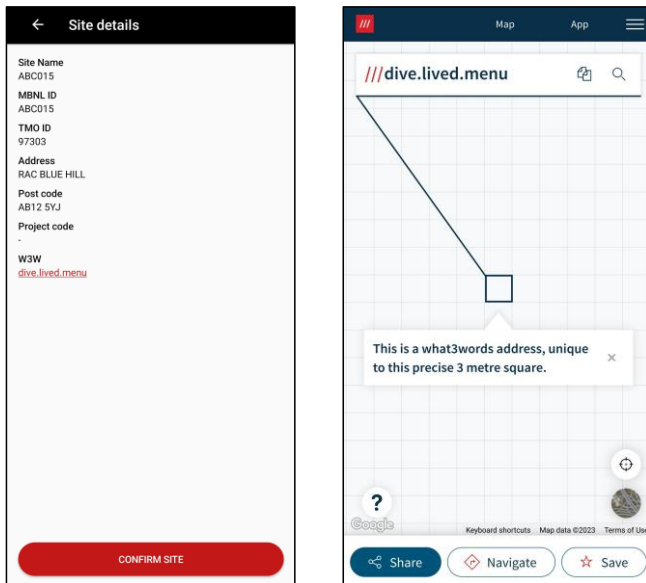 Site details
Site Name
ABC015
MBNL ID
ABC015
TMO ID
97303
Address
RAC BLUE HILL
Post code
AB12 5YJ
Project code
-
W3W
dive.lived.menu
CONFIRM SITE
///
Map
App
///dive.lived.menu
This is a what3words address, unique
to this precise 3 metre square.
?
Google
Keyboard shortcuts Map data ©2023 Terms of Use
Share
Navigate
Save